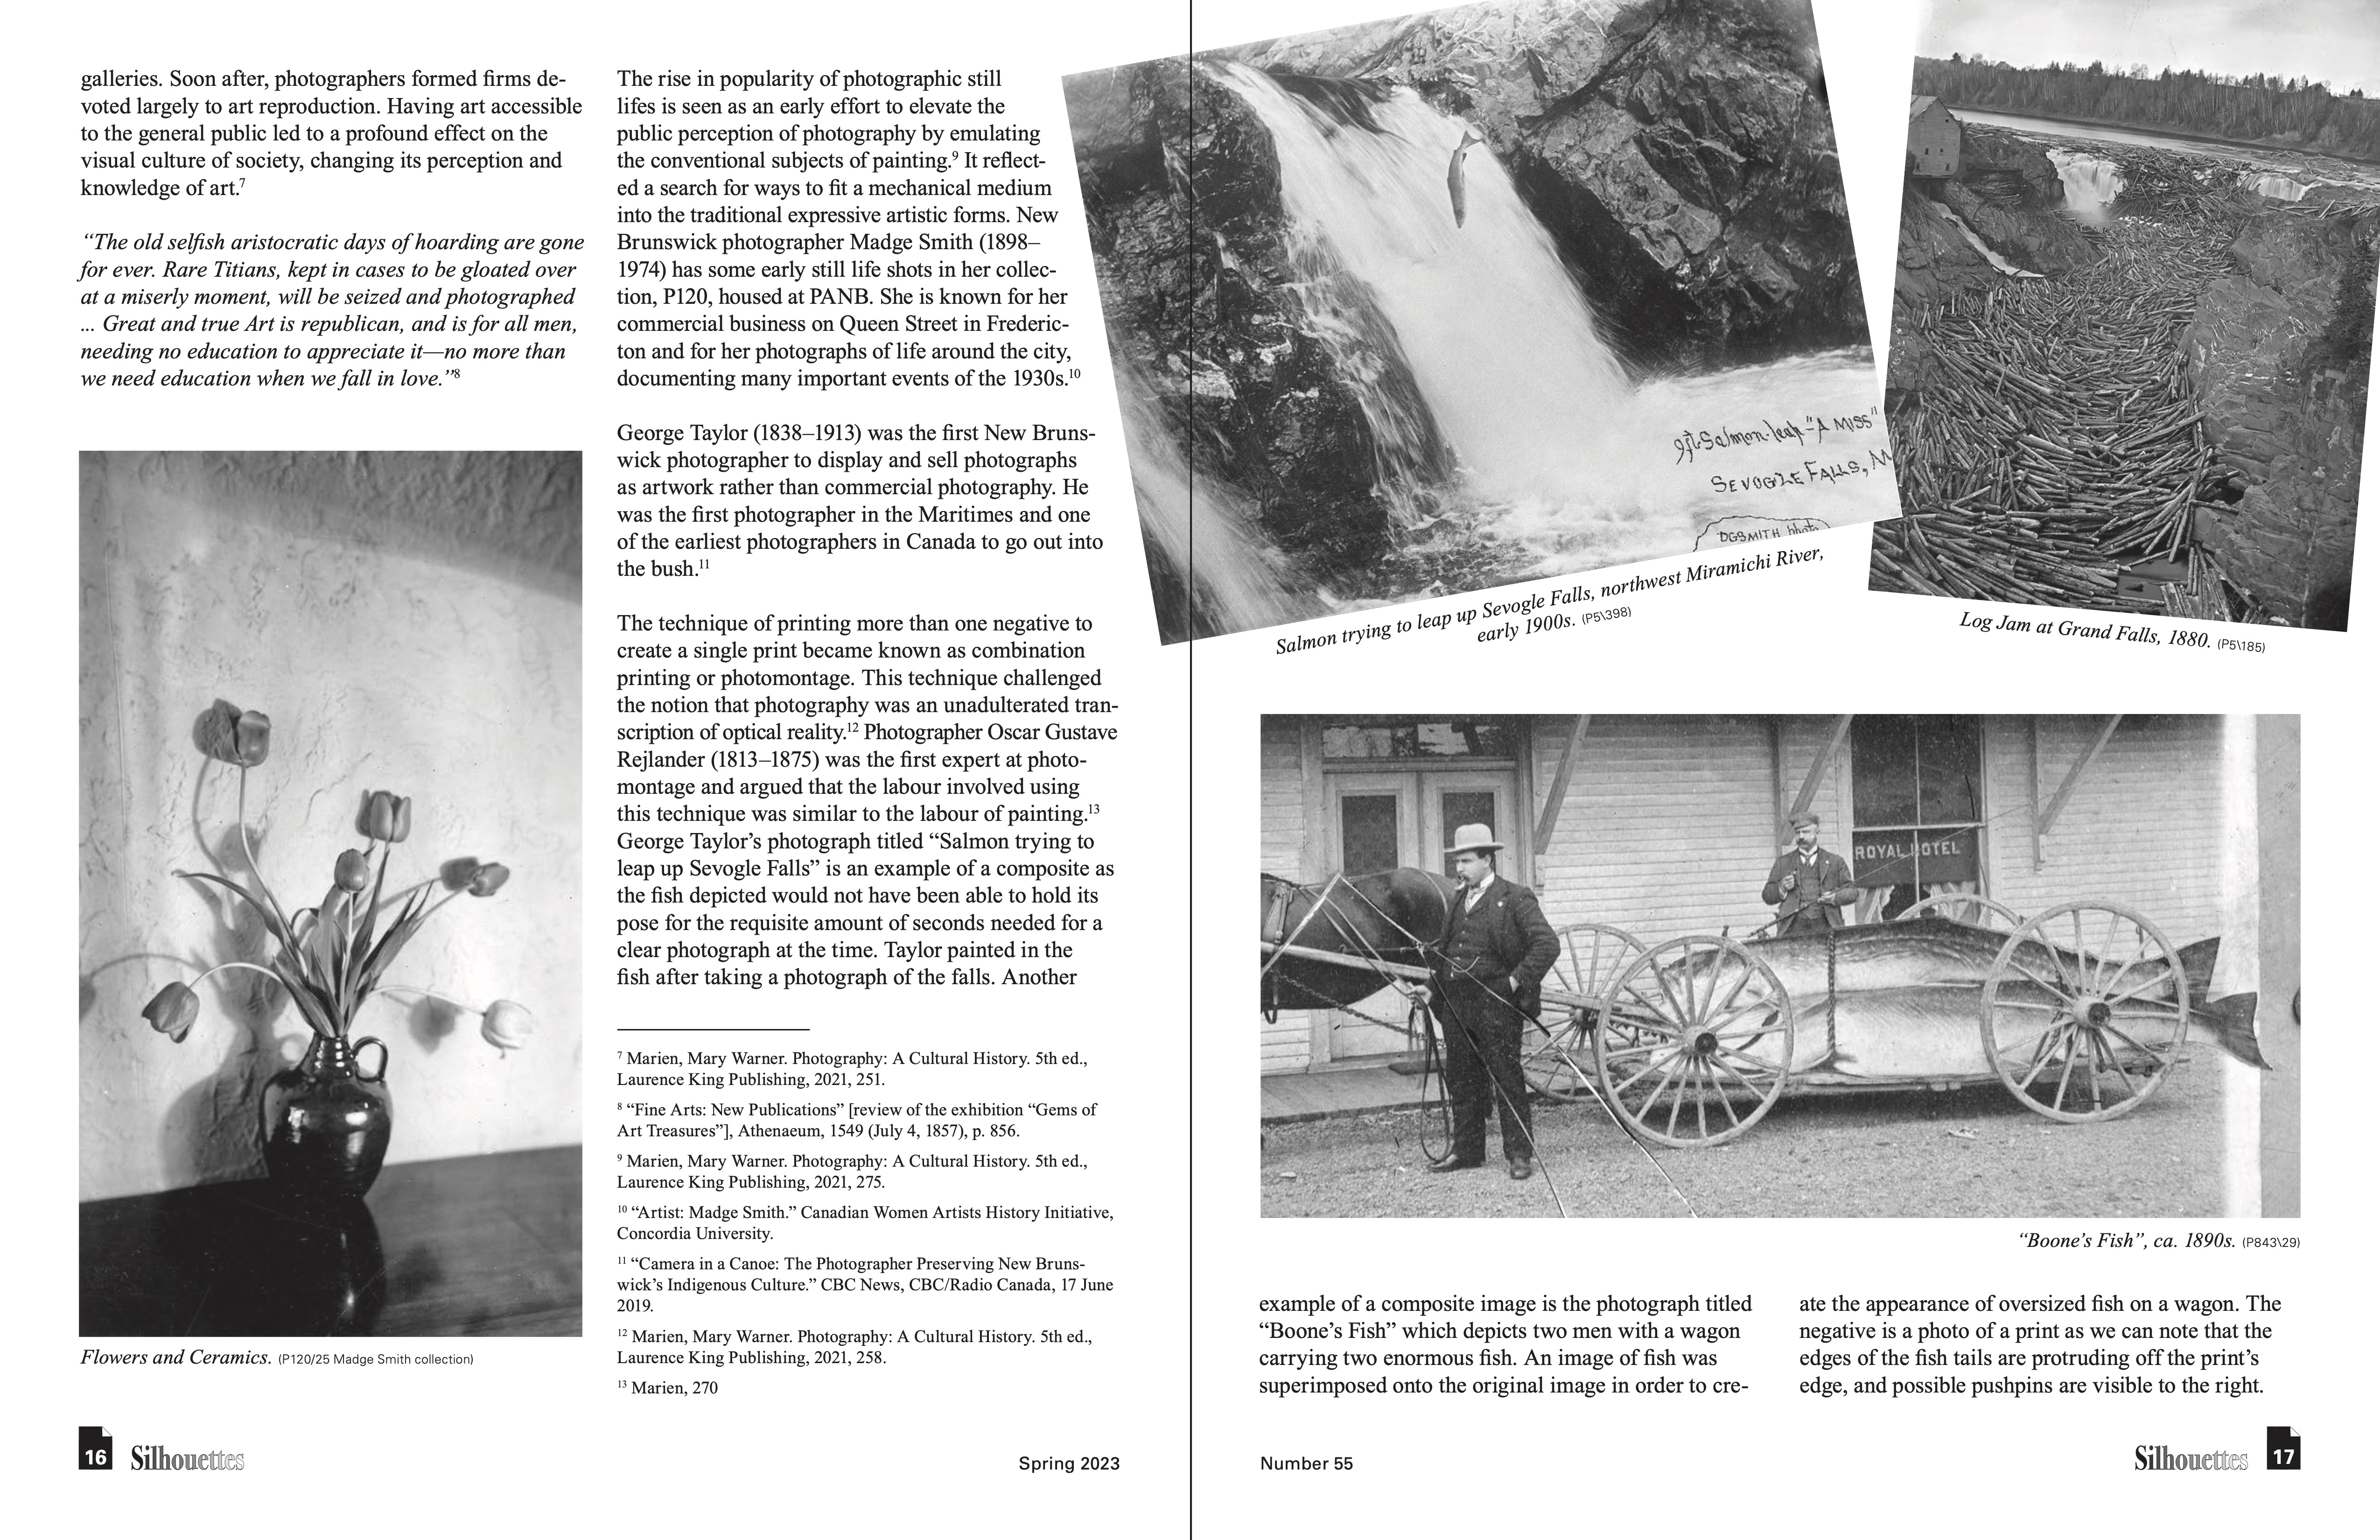 galleries. Soon after, photographers formed firms de-
voted largely to art reproduction. Having art accessible
to the general public led to a profound effect on the
visual culture of society, changing its perception and
knowledge of art.⁷
“The old selfish aristocratic days of hoarding are gone
for ever. Rare Titians, kept in cases to be gloated over
at a miserly moment, will be seized and photographed
... Great and true Art is republican, and is for all men,
needing no education to appreciate it—no more than
we need education when we fall in love.”⁸
Flowers and Ceramics. (P120/25 Madge Smith collection)
The rise in popularity of photographic still
lifes is seen as an early effort to elevate the
public perception of photography by emulating
the conventional subjects of painting.⁹ It reflect-
ed a search for ways to fit a mechanical medium
into the traditional expressive artistic forms. New
Brunswick photographer Madge Smith (1898–
1974) has some early still life shots in her collec-
tion, P120, housed at PANB. She is known for her
commercial business on Queen Street in Frederic-
ton and for her photographs of life around the city,
documenting many important events of the 1930s.¹⁰
George Taylor (1838–1913) was the first New Bruns-
wick photographer to display and sell photographs
as artwork rather than commercial photography. He
was the first photographer in the Maritimes and one
of the earliest photographers in Canada to go out into
the bush.¹¹
The technique of printing more than one negative to
create a single print became known as combination
printing or photomontage. This technique challenged
the notion that photography was an unadulterated tran-
scription of optical reality.¹² Photographer Oscar Gustave
Rejlander (1813–1875) was the first expert at photo-
montage and argued that the labour involved using
this technique was similar to the labour of painting.¹³
George Taylor’s photograph titled “Salmon trying to
leap up Sevogle Falls” is an example of a composite as
the fish depicted would not have been able to hold its
pose for the requisite amount of seconds needed for a
clear photograph at the time. Taylor painted in the
fish after taking a photograph of the falls. Another
⁷ Marien, Mary Warner. Photography: A Cultural History. 5th ed.,
Laurence King Publishing, 2021, 251.
⁸ “Fine Arts: New Publications” [review of the exhibition “Gems of
Art Treasures”], Athenaeum, 1549 (July 4, 1857), p. 856.
⁹ Marien, Mary Warner. Photography: A Cultural History. 5th ed.,
Laurence King Publishing, 2021, 275.
¹⁰ “Artist: Madge Smith.” Canadian Women Artists History Initiative,
Concordia University.
¹¹ “Camera in a Canoe: The Photographer Preserving New Bruns-
wick’s Indigenous Culture.” CBC News, CBC/Radio Canada, 17 June
2019.
¹² Marien, Mary Warner. Photography: A Cultural History. 5th ed.,
Laurence King Publishing, 2021, 258.
¹³ Marien, 270
16 Silhouettes
Spring 2023
9ft-Salmon-leap-"A MISS"
SEVOGLE FALLS, N
DGSMITH photo
Salmon trying to leap up Sevogle Falls, northwest Miramichi River,
early 1900s. (P5\398)
Log Jam at Grand Falls, 1880. (P5\185)
ROYAL HOTEL
“Boone’s Fish”, ca. 1890s. (P843\29)
example of a composite image is the photograph titled
“Boone’s Fish” which depicts two men with a wagon
carrying two enormous fish. An image of fish was
superimposed onto the original image in order to cre-
ate the appearance of oversized fish on a wagon. The
negative is a photo of a print as we can note that the
edges of the fish tails are protruding off the print’s
edge, and possible pushpins are visible to the right.
Number 55
Silhouettes 17